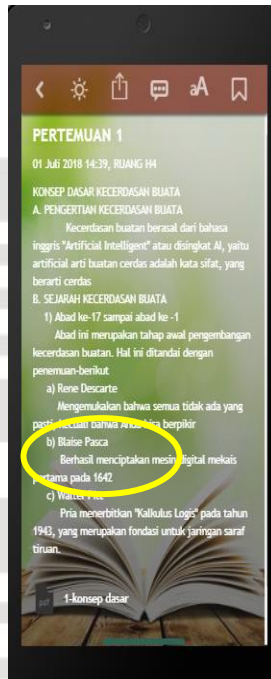 aA
PERTEMUAN 1
01 Juli 2018 14:39, RUANG H4
KONSEP DASAR KECERDASAN BUATA
A. PENGERTIAN KECERDASAN BUATA
Kecerdasan buatan berasal dari bahasa
inggris "Artificial Intelligent" atau disingkat AI, yaitu
artificial arti buatan cerdas adalah kata sifat, yang
berarti cerdas
B. SEJARAH KECERDASAN BUATA
1) Abad ke-17 sampai abad ke -1
Abad ini merupakan tahap awal pengembangan
kecerdasan buatan. Hal ini ditandai dengan
penemuan-berikut
a) Rene Descarte
Mengemukakan bahwa semua tidak ada yang
pasti, kecuali bahwa Anda bisa berpikir
b) Blaise Pasca
Berhasil menciptakan mesin digital mekais
pertama pada 1642
c) Walter
Pria menerbitkan "Kalkulus Logis" pada tahun
1943, yang merupakan fondasi untuk jaringan saraf
tiruan.
pdf 1-konsep dasar